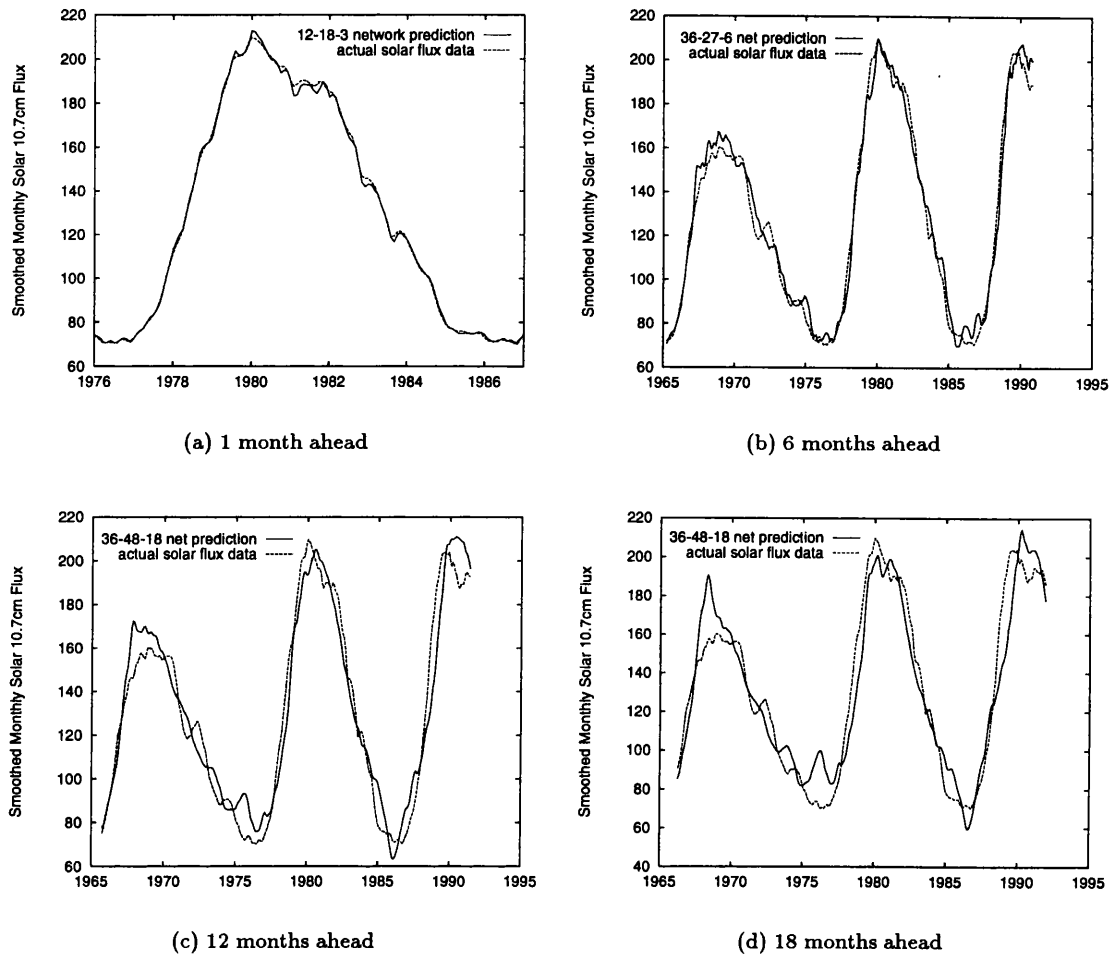 12-18-3 network prediction
actual solar flux data
Smoothed Monthly Solar 10.7cm Flux
220
200
180
160
140
120
100
80
60
1976 1978 1980 1982 1984 1986
(a) 1 month ahead
36-27-6 net prediction
actual solar flux data
Smoothed Monthly Solar 10.7cm Flux
220
200
180
160
140
120
100
80
60
1965 1970 1975 1980 1985 1990 1995
(b) 6 months ahead
36-48-18 net prediction
actual solar flux data
Smoothed Monthly Solar 10.7cm Flux
220
200
180
160
140
120
100
80
60
1965 1970 1975 1980 1985 1990 1995
(c) 12 months ahead
36-48-18 net prediction
actual solar flux data
Smoothed Monthly Solar 10.7cm Flux
220
200
180
160
140
120
100
80
60
40
1965 1970 1975 1980 1985 1990 1995
(d) 18 months ahead